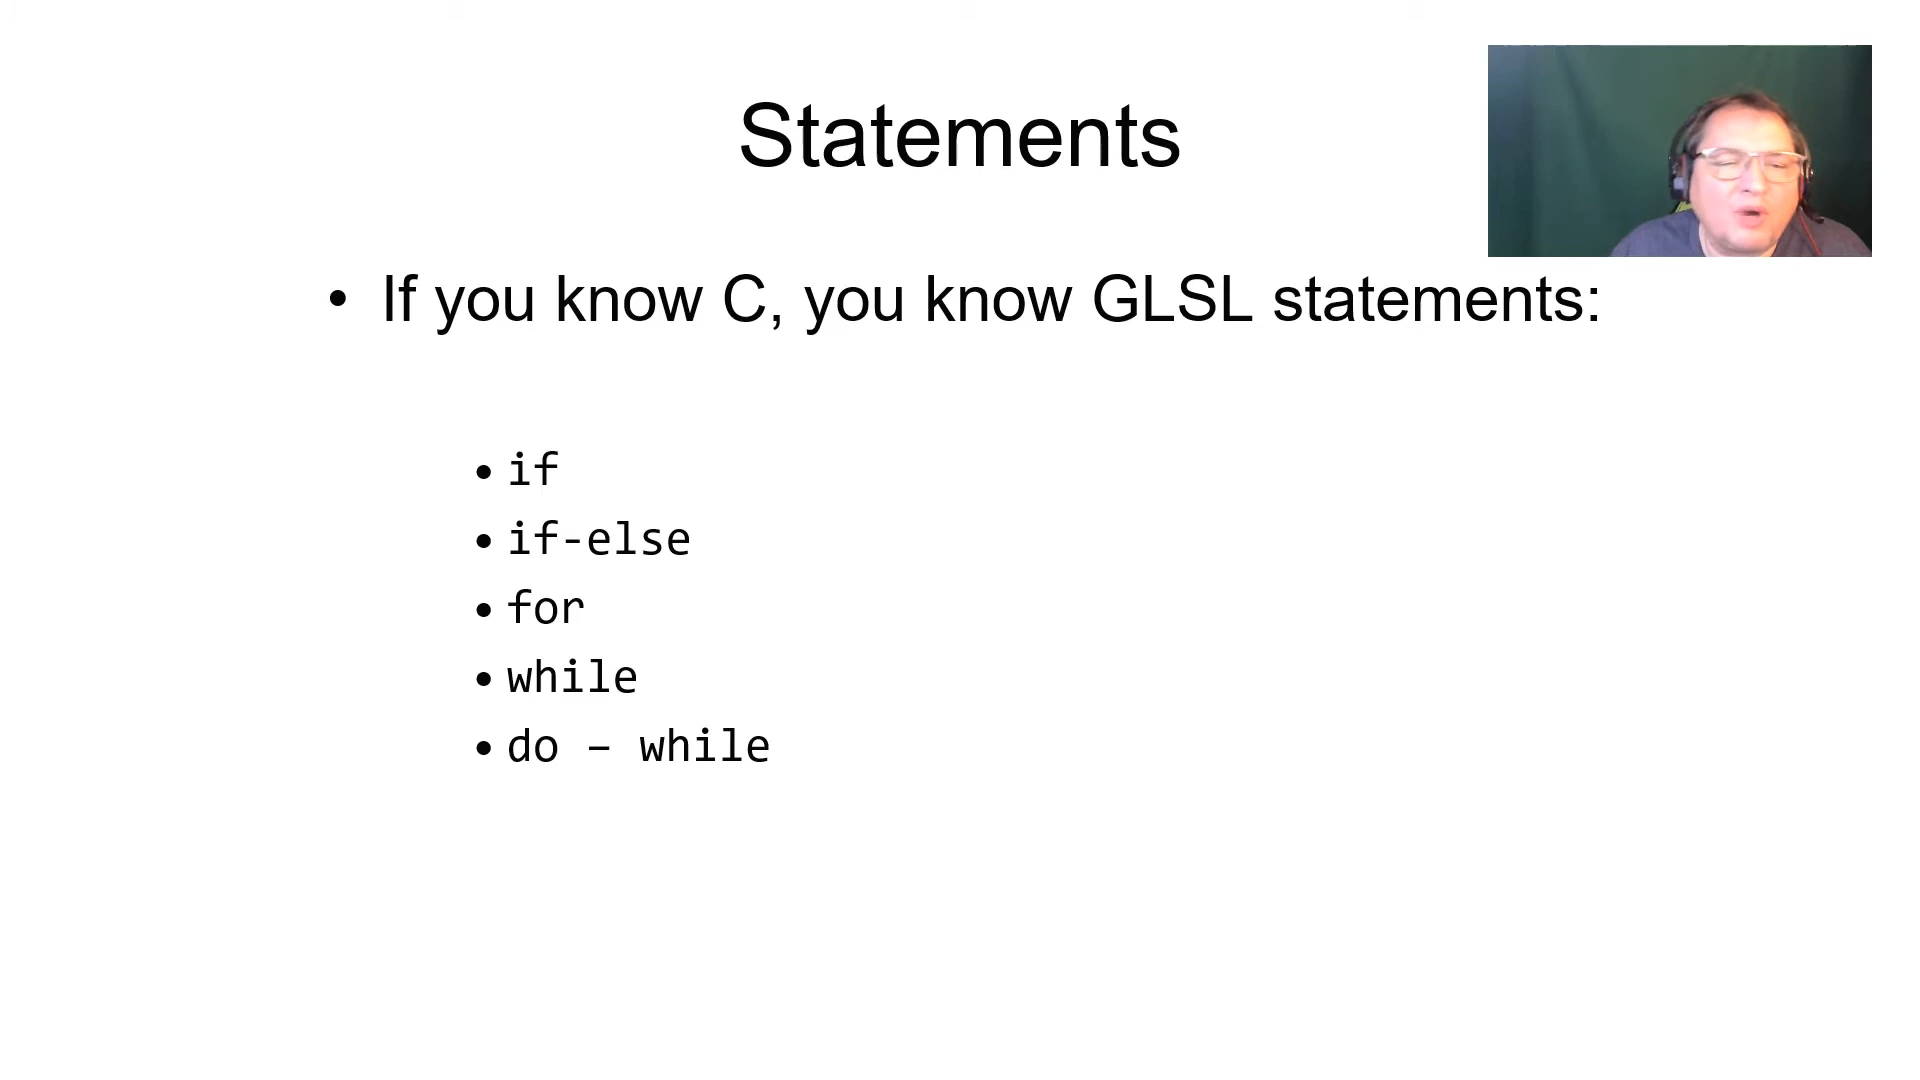 Statements
• If you know C, you know GLSL statements:
• if
• if-else
• for
• while
• do – while